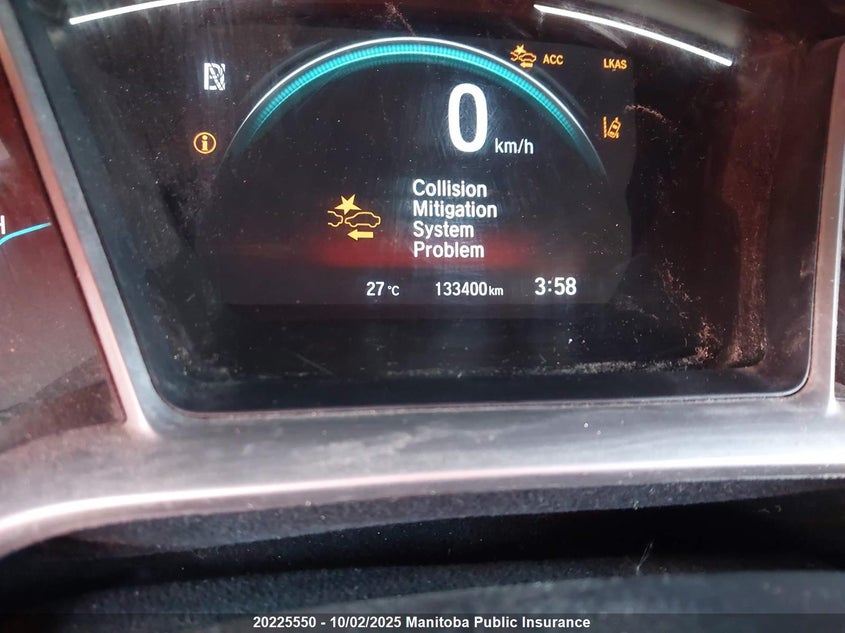 ACC
LKAS
0 km/h
Collision
Mitigation
System
Problem
27 °C 133400 km 3:58
20225550 - 10/02/2025 Manitoba Public Insurance